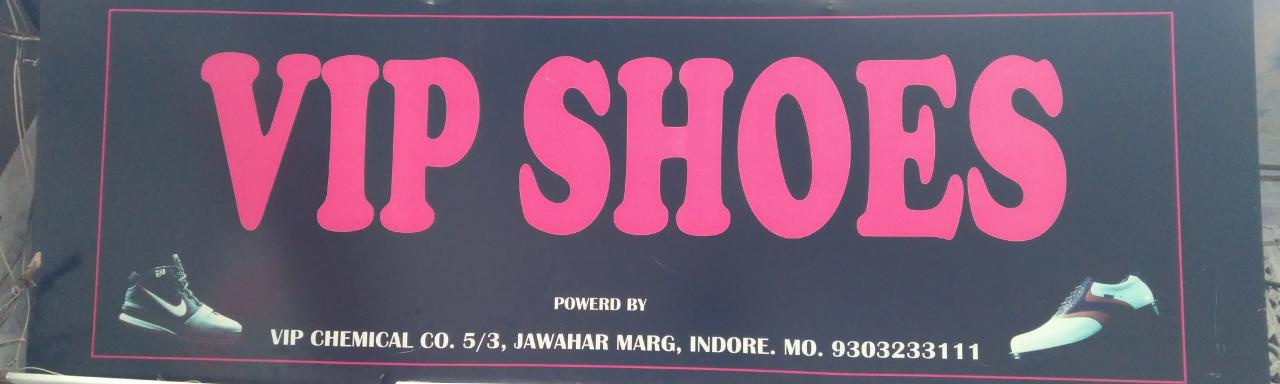 VIP SHOES
POWERD BY
VIP CHEMICAL CO. 5/3, JAWAHAR MARG, INDORE. MO. 9303233111